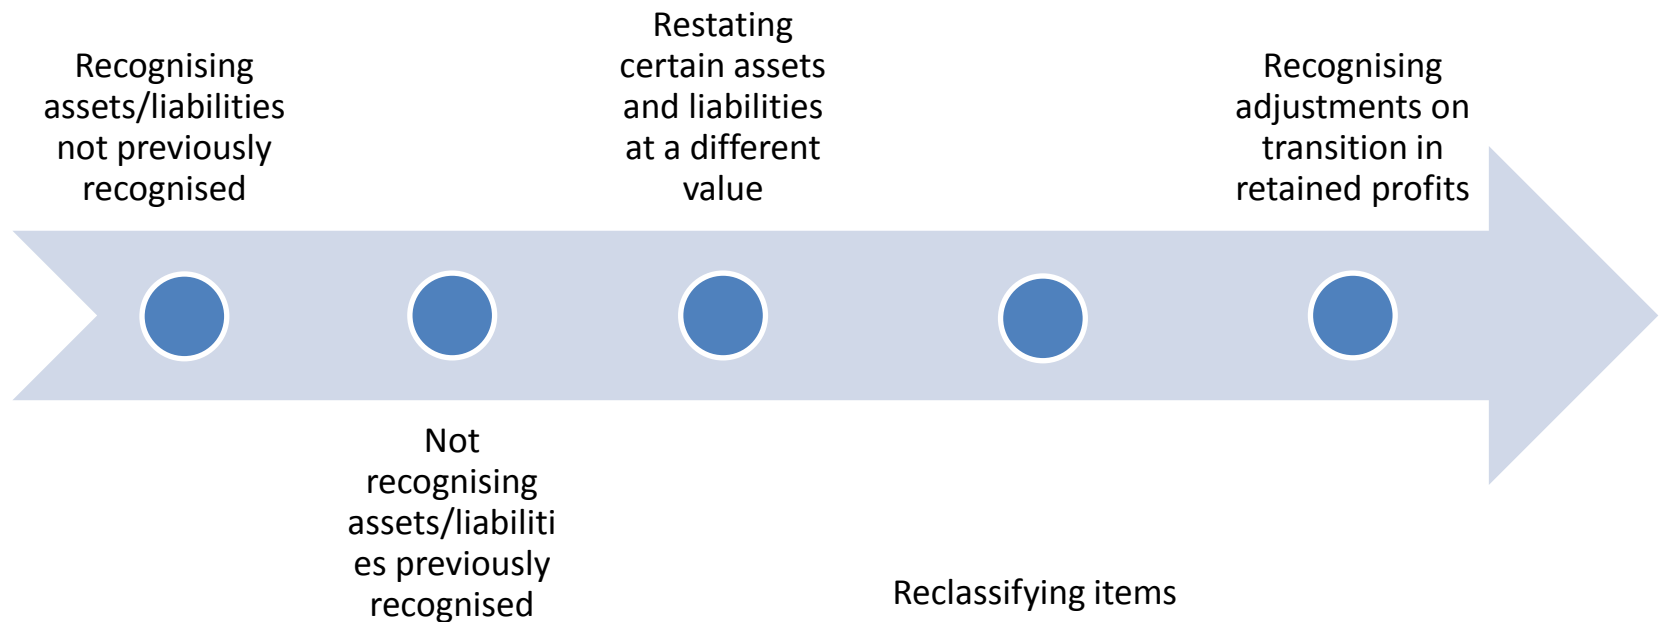 Recognising
assets/liabilities
not previously
recognised
Not
recognising
assets/liabiliti
es previously
recognised
Restating
certain assets
and liabilities
at a different
value
Reclassifying items
Recognising
adjustments on
transition in
retained profits